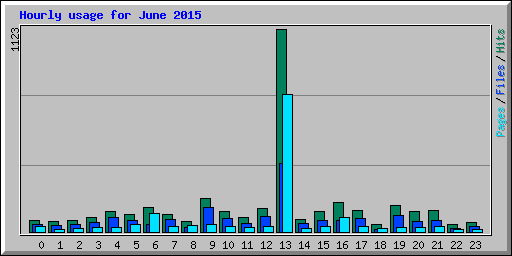 Hourly usage for June 2015
1123
Pages/Files/Hits
0 1 2 3 4 5 6 7 8 9 10 11 12 13 14 15 16 17 18 19 20 21 22 23